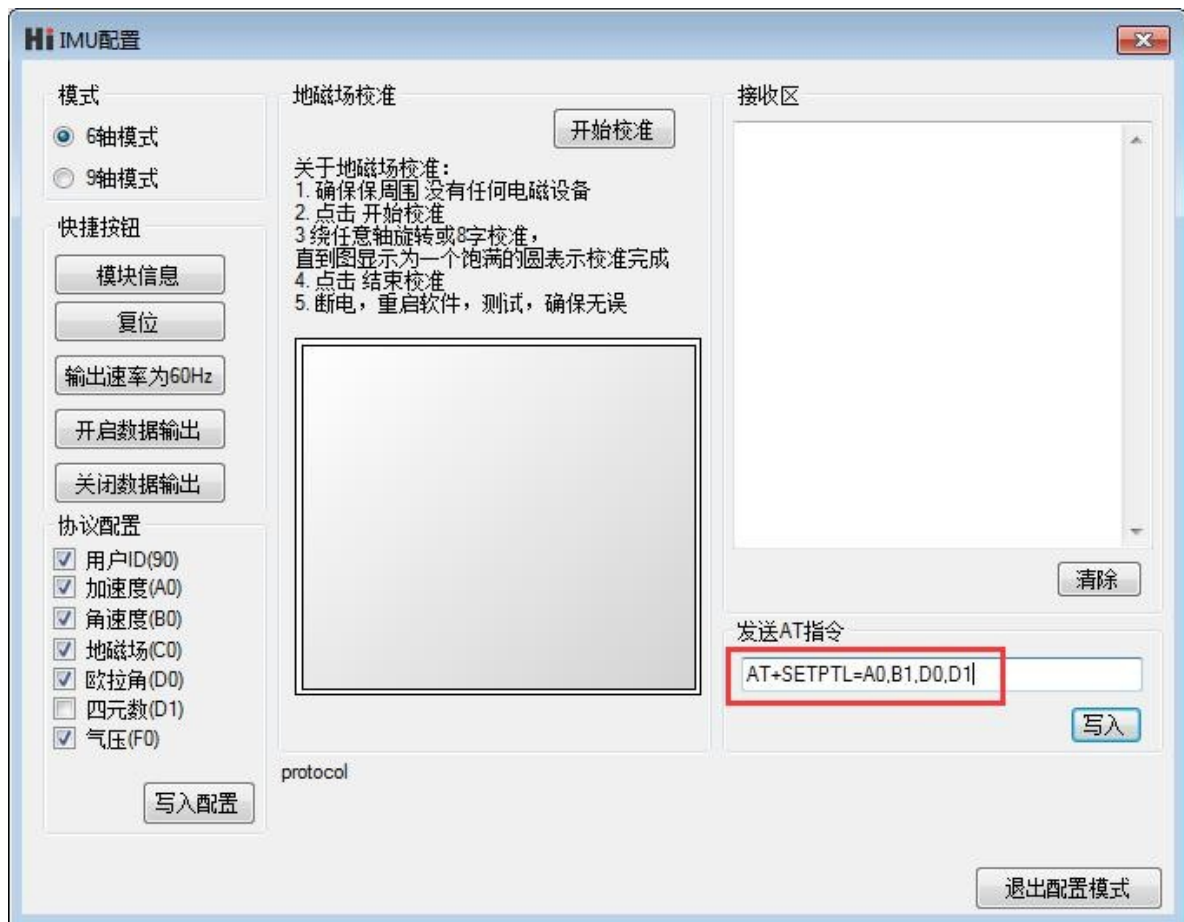 Hi IMU配置
模式
6轴模式
9轴模式
快捷按钮
模块信息
复位
输出速率为60Hz
开启数据输出
关闭数据输出
协议配置
用户ID(90)
加速度(A0)
角速度(B0)
地磁场(C0)
欧拉角(D0)
四元数(D1)
气压(F0)
写入配置
地磁场校准
开始校准
关于地磁场校准：
1. 确保保周围 没有任何电磁设备
2. 点击 开始校准
3 绕任意轴旋转或8字校准，
直到图显示为一个饱满的圆表示校准完成
4. 点击 结束校准
5. 断电，重启软件，测试，确保无误
protocol
接收区
清除
发送AT指令
AT+SETPTL=A0,B1,D0,D1
写入
退出配置模式